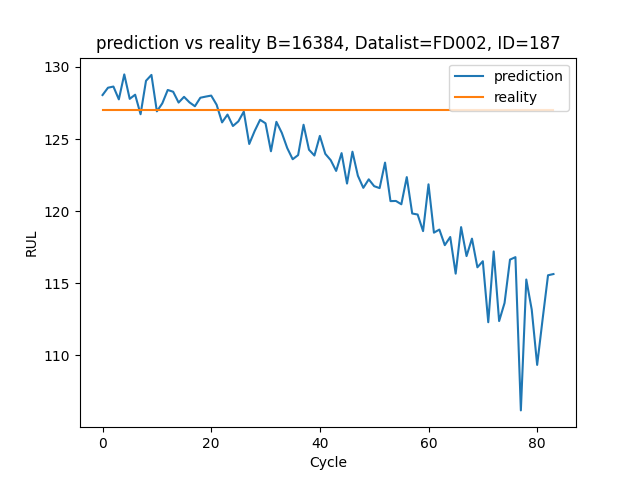 prediction vs reality B=16384, Datalist=FD002, ID=187
prediction
reality
130
125
120
115
110
RUL
0 20 40 60 80
Cycle